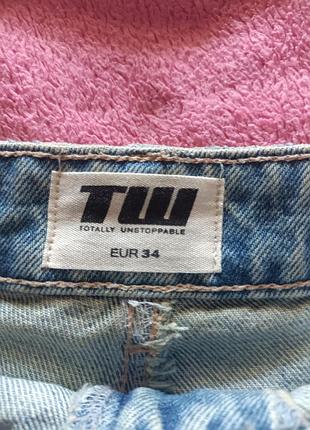 TW
TOTALLY UNSTOPPABLE
EUR 34